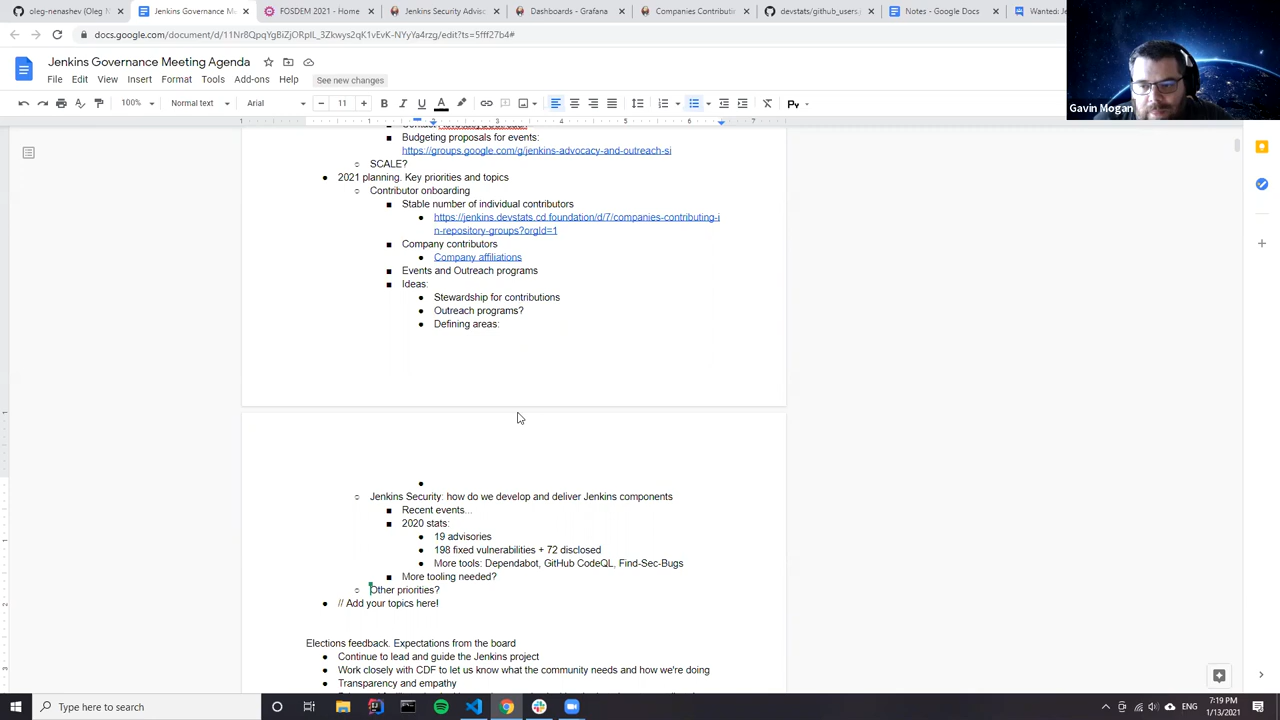 oleg-nenashev (Oleg N
Jenkins Governance Me
FOSDEM 2021 - Home
Jenkins Security Adviso
Dashboards - Grafana
Companies Contributin
devstats/github_users.j
Notes - Google Docs
Wanted: Je
docs.google.com/document/d/11Nr8QpqYgBiZjORpIL_3Zkwys2qK1vEvK-NYyYa4rzg/edit?ts=5fff27b4#
Jenkins Governance Meeting Agenda
File Edit View Insert Format Tools Add-ons Help See new changes
100% Normal text Arial 11
Gavin Mogan
Budgeting proposals for events:
https://groups.google.com/g/jenkins-advocacy-and-outreach-si
SCALE?
2021 planning. Key priorities and topics
Contributor onboarding
Stable number of individual contributors
https://jenkins.devstats.cd.foundation/d/7/companies-contributing-i
n-repository-groups?orgId=1
Company contributors
Company affiliations
Events and Outreach programs
Ideas:
Stewardship for contributions
Outreach programs?
Defining areas:
Jenkins Security: how do we develop and deliver Jenkins components
Recent events...
2020 stats:
19 advisories
198 fixed vulnerabilities + 72 disclosed
More tools: Dependabot, GitHub CodeQL, Find-Sec-Bugs
More tooling needed?
Other priorities?
// Add your topics here!
Elections feedback. Expectations from the board
Continue to lead and guide the Jenkins project
Work closely with CDF to let us know what the community needs and how we're doing
Transparency and empathy
Type here to search
ENG
7:19 PM
1/13/2021